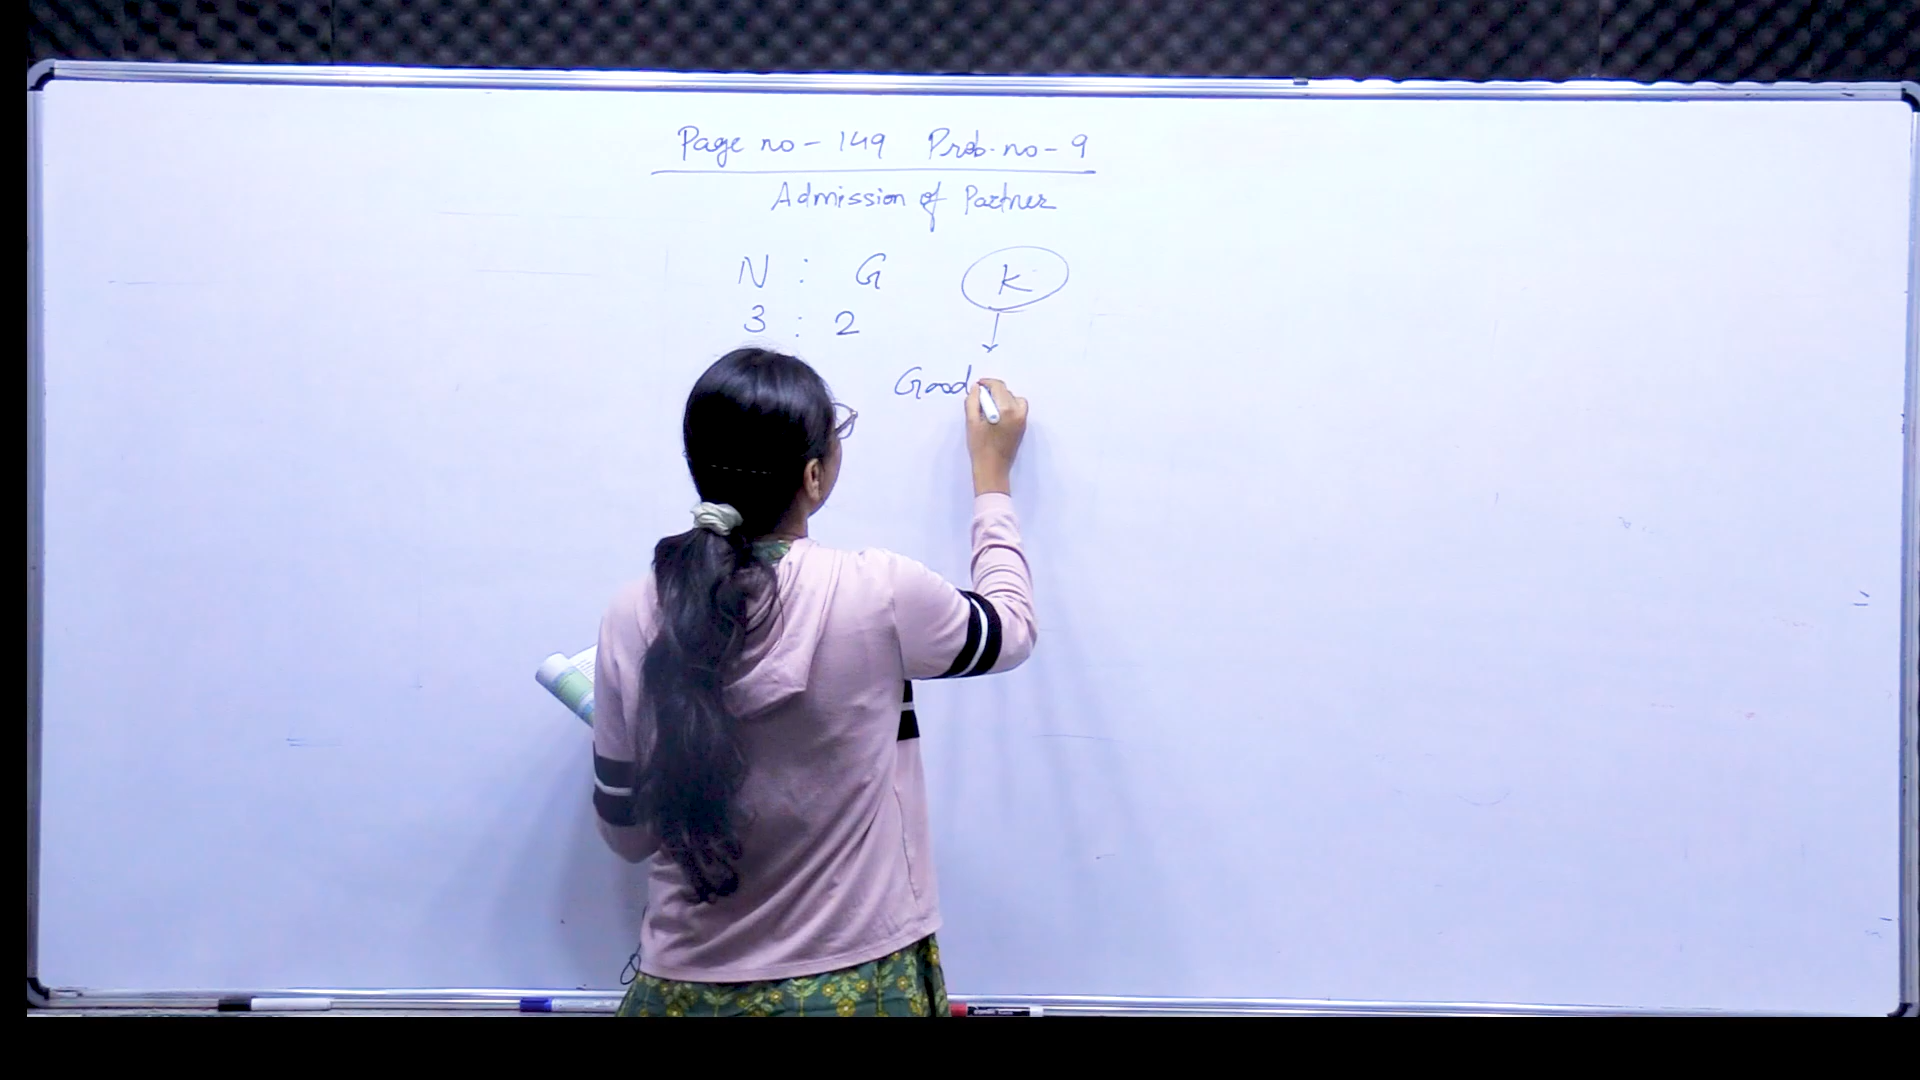 Page no - 149 Prob. no - 9
Admission of Partner
N : G K
3 : 2
Good